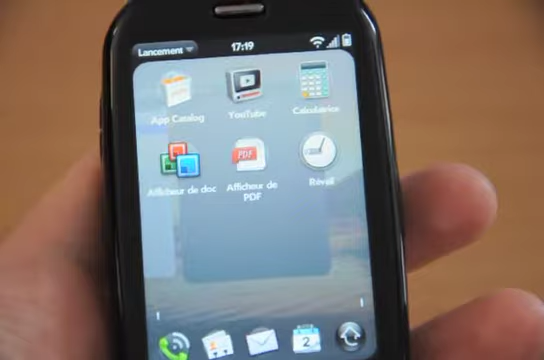 Lancement
17:19
App Catalog
YouTube
Calculatrice
Afficheur de doc
Afficheur de
PDF
PDF
Réveil
2